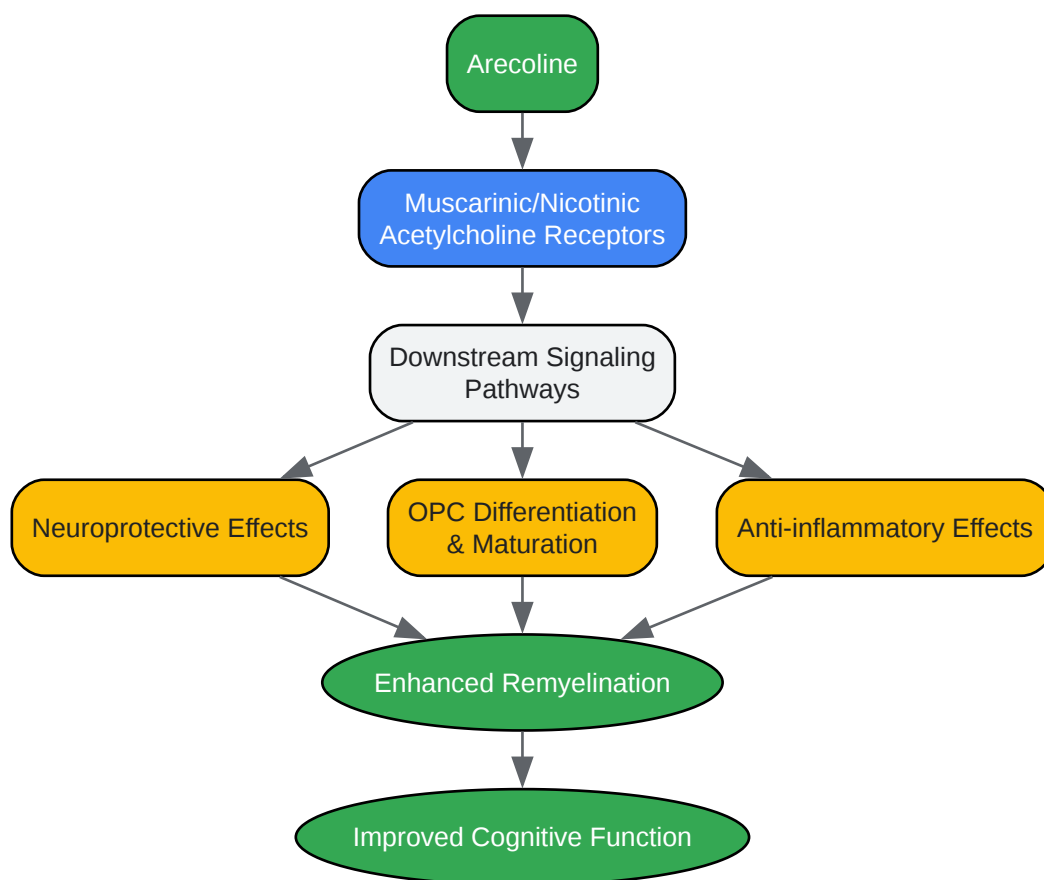 Arecoline
Muscarinic/Nicotinic
Acetylcholine Receptors
Downstream Signaling
Pathways
Neuroprotective Effects
OPC Differentiation
& Maturation
Anti-inflammatory Effects
Enhanced Remyelination
Improved Cognitive Function